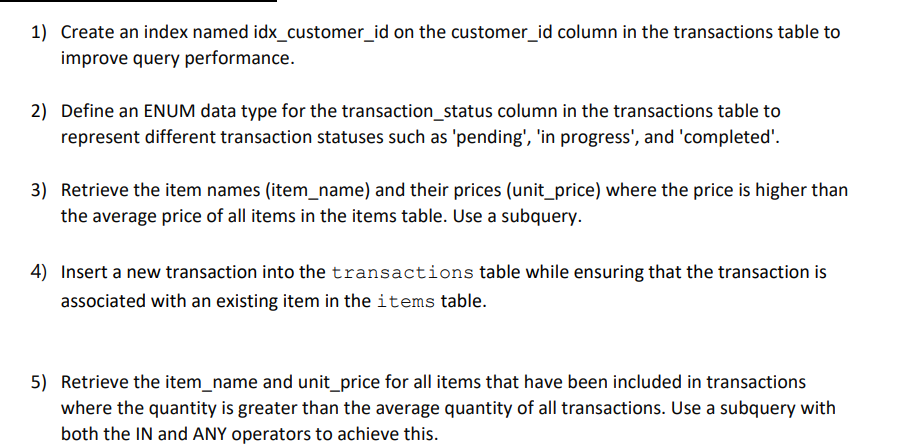 1) Create an index named idx_customer_id on the customer_id column in the transactions table to
improve query performance.
2) Define an ENUM data type for the transaction_status column in the transactions table to
represent different transaction statuses such as 'pending', 'in progress', and 'completed'.
3) Retrieve the item names (item_name) and their prices (unit_price) where the price is higher than
the average price of all items in the items table. Use a subquery.
4) Insert a new transaction into the transactions table while ensuring that the transaction is
associated with an existing item in the items table.
5) Retrieve the item_name and unit_price for all items that have been included in transactions
where the quantity is greater than the average quantity of all transactions. Use a subquery with
both the IN and ANY operators to achieve this.